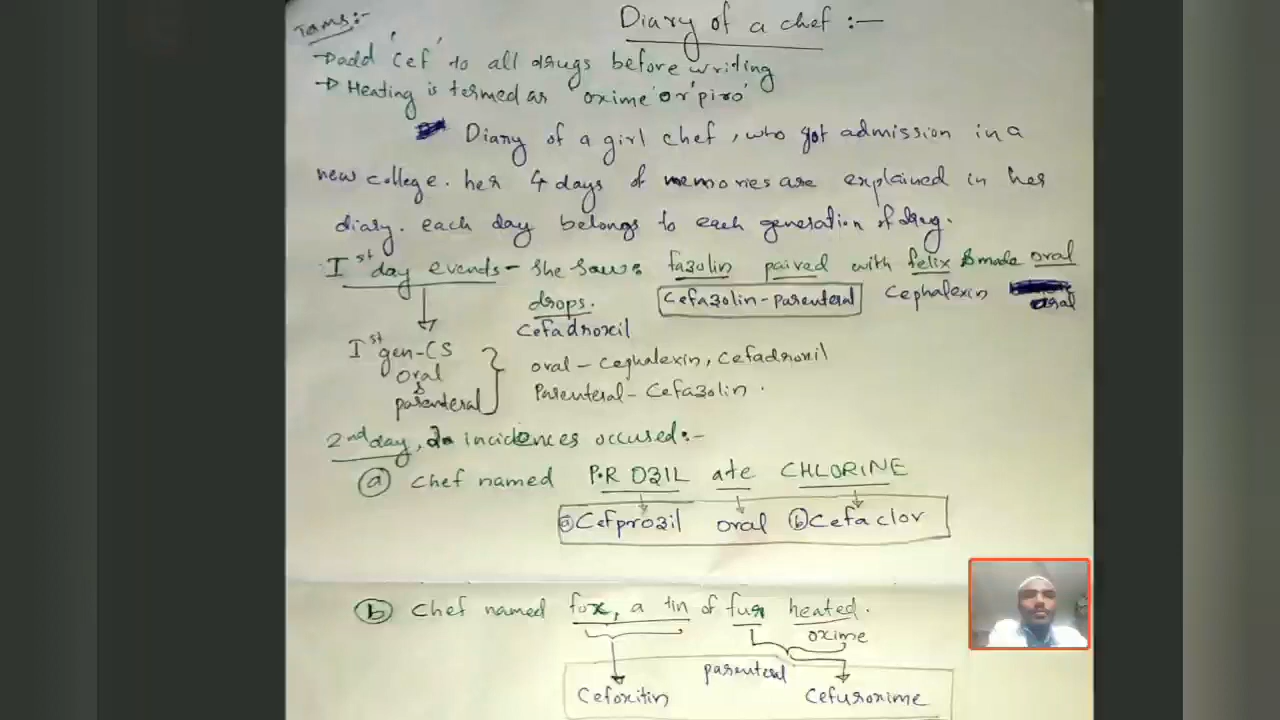 Tams:-
Diary of a chef :-
→ add 'cef' to all drugs before writing
→ Heating is termed as 'oxime' or 'piro'
Diary of a girl chef, who got admission in a
new college. her 4 days of memories are explained in her
diary. each day belongs to each generation of drug.
Ist day events - she saw fazolin paired with felix & made oral
drops. Cefazolin - parenteral Cephalexin oral
Cefadroxil
Ist gen-CS
oral
&
parenteral
oral - Cephalexin, Cefadroxil
Parenteral - Cefazolin.
2nd day, 2 incidences occured:-
(a) Chef named P.R OZIL ate CHLORINE
(a) Cefprozil oral (b) Cefaclor
(b) Chef named fox, a tin of fur heated.
oxime
parenteral
Cefoxitin Cefuroxime